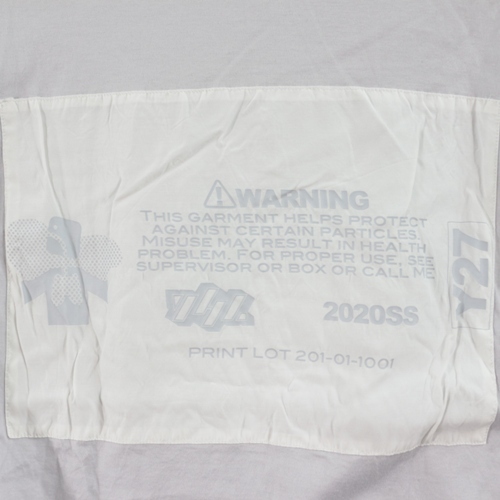 ⚠WARNING
THIS GARMENT HELPS PROTECT
AGAINST CERTAIN PARTICLES.
MISUSE MAY RESULT IN HEALTH
PROBLEM. FOR PROPER USE, SEE
SUPERVISOR OR BOX OR CALL ME
2020SS
PRINT LOT 201-01-1001
Y27